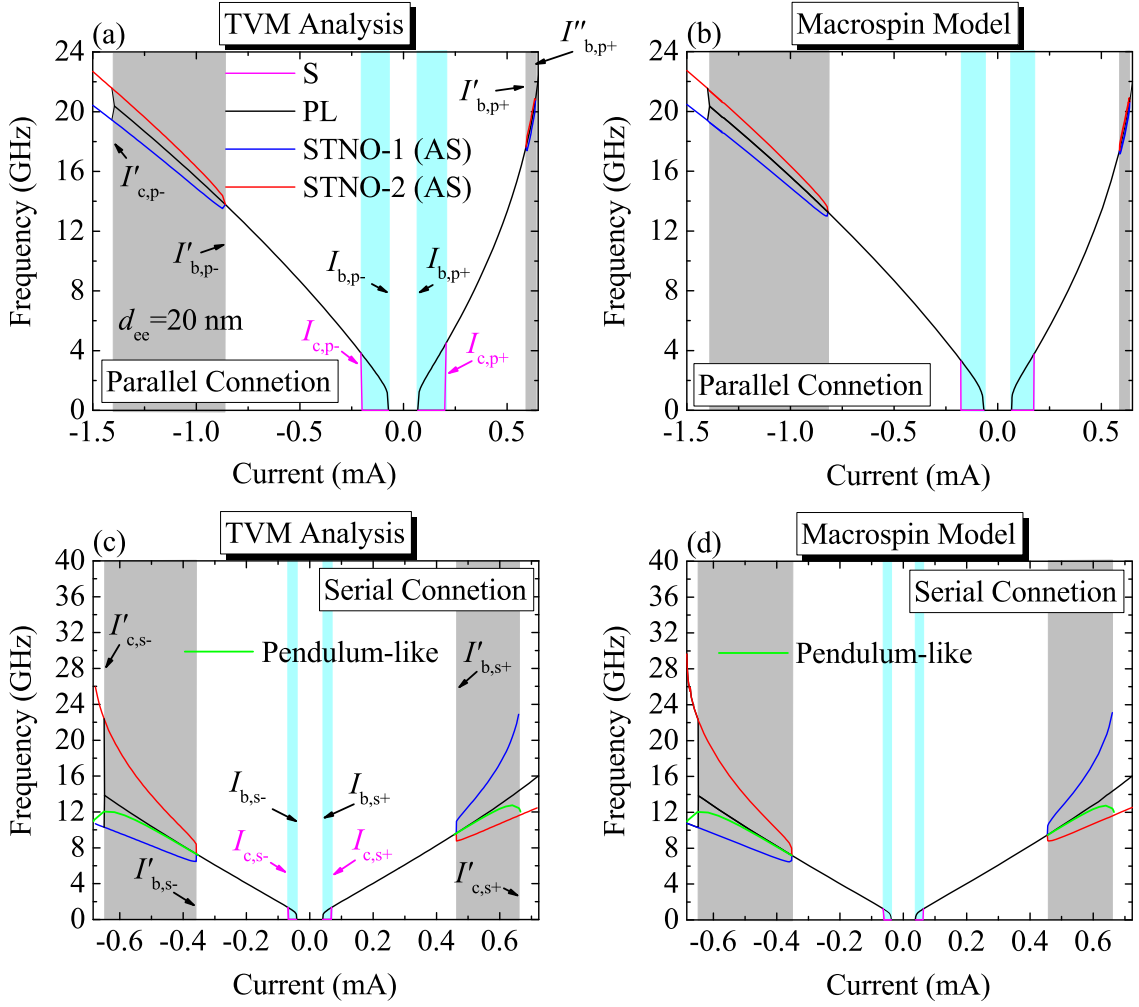 (a) TVM Analysis
I″b,p+
24
20
16
12
8
4
0
Frequency (GHz)
S
PL
STNO-1 (AS)
STNO-2 (AS)
I′b,p+
I′c,p-
I′b,p-
Ib,p-
Ib,p+
dee=20 nm
Ic,p-
Ic,p+
Parallel Connetion
-1.5 -1.0 -0.5 0.0 0.5
Current (mA)
(b) Macrospin Model
24
20
16
12
8
4
0
Frequency (GHz)
Parallel Connetion
-1.5 -1.0 -0.5 0.0 0.5
Current (mA)
(c) TVM Analysis
40
36
32
28
24
20
16
12
8
4
0
Frequency (GHz)
Serial Connetion
I′c,s-
Pendulum-like
I′b,s+
Ib,s-
Ib,s+
Ic,s-
Ic,s+
I′b,s-
I′c,s+
-0.6 -0.4 -0.2 0.0 0.2 0.4 0.6
Current (mA)
(d) Macrospin Model
40
36
32
28
24
20
16
12
8
4
0
Frequency (GHz)
Serial Connetion
Pendulum-like
-0.6 -0.4 -0.2 0.0 0.2 0.4 0.6
Current (mA)